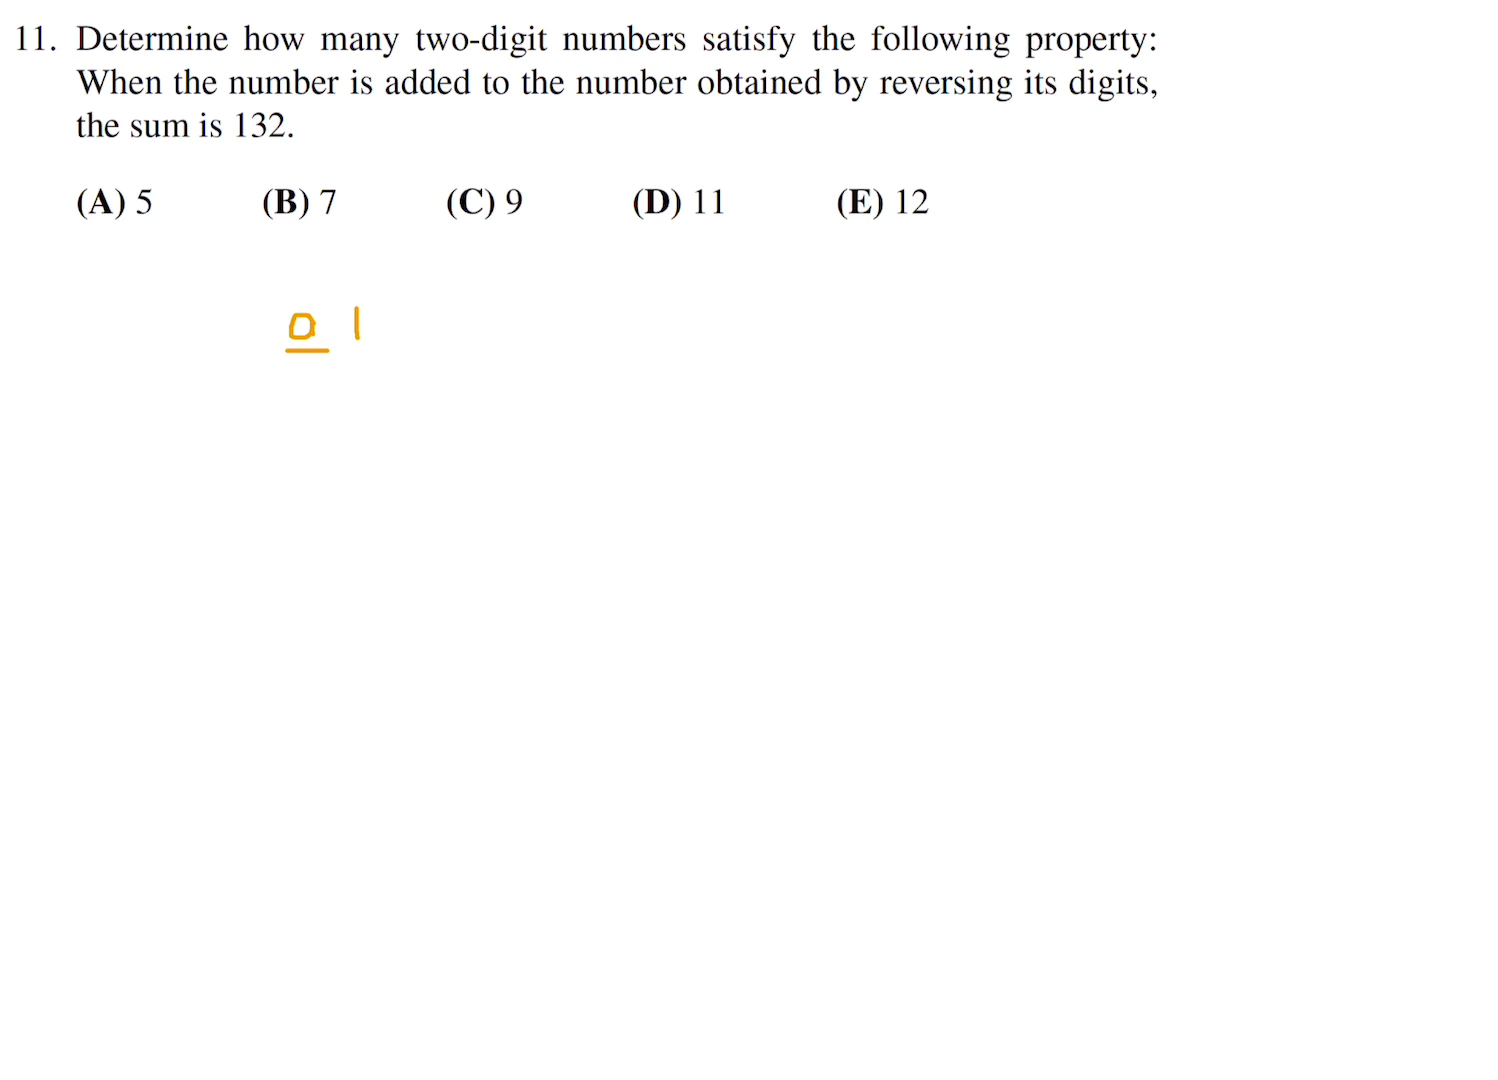 11. Determine how many two-digit numbers satisfy the following property:
When the number is added to the number obtained by reversing its digits,
the sum is 132.
(A) 5 (B) 7 (C) 9 (D) 11 (E) 12
a l